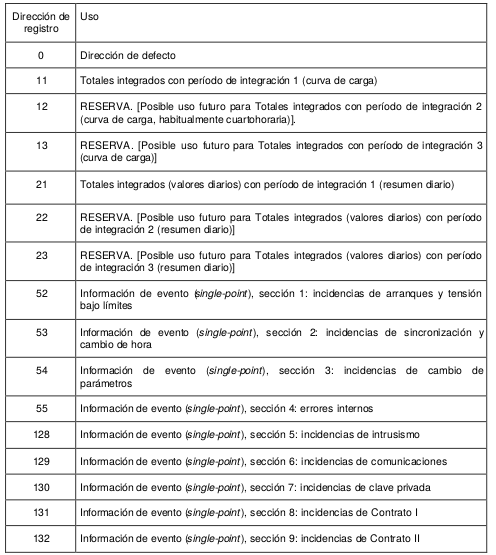 Dirección de registro Uso
0 Dirección de defecto
11 Totales integrados con período de integración 1 (curva de carga)
12 RESERVA. [Posible uso futuro para Totales integrados con período de integración 2
(curva de carga, habitualmente cuartohoraria)].
13 RESERVA. [Posible uso futuro para Totales integrados con período de integración 3
(curva de carga)]
21 Totales integrados (valores diarios) con período de integración 1 (resumen diario)
22 RESERVA. [Posible uso futuro para Totales integrados (valores diarios) con período
de integración 2 (resumen diario)]
23 RESERVA. [Posible uso futuro para Totales integrados (valores diarios) con período
de integración 3 (resumen diario)]
52 Información de evento (single-point), sección 1: incidencias de arranques y tensión
bajo límites
53 Información de evento (single-point), sección 2: incidencias de sincronización y
cambio de hora
54 Información de evento (single-point), sección 3: incidencias de cambio de
parámetros
55 Información de evento (single-point), sección 4: errores internos
128 Información de evento (single-point), sección 5: incidencias de intrusismo
129 Información de evento (single-point), sección 6: incidencias de comunicaciones
130 Información de evento (single-point), sección 7: incidencias de clave privada
131 Información de evento (single-point), sección 8: incidencias de Contrato I
132 Información de evento (single-point), sección 9: incidencias de Contrato II